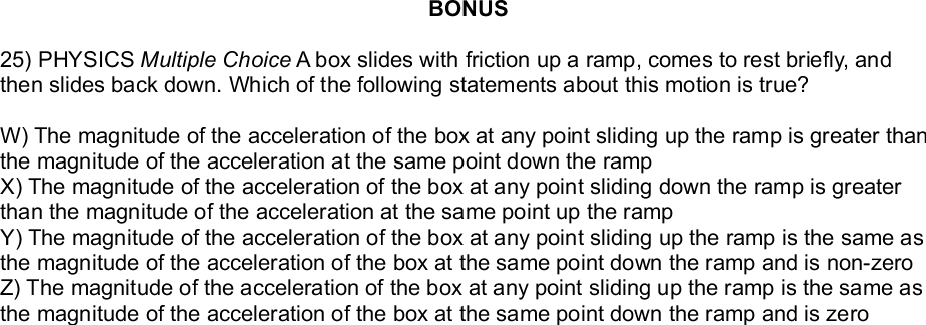 BONUS
25) PHYSICS Multiple Choice A box slides with friction up a ramp, comes to rest briefly, and
then slides back down. Which of the following statements about this motion is true?
W) The magnitude of the acceleration of the box at any point sliding up the ramp is greater than
the magnitude of the acceleration at the same point down the ramp
X) The magnitude of the acceleration of the box at any point sliding down the ramp is greater
than the magnitude of the acceleration at the same point up the ramp
Y) The magnitude of the acceleration of the box at any point sliding up the ramp is the same as
the magnitude of the acceleration of the box at the same point down the ramp and is non-zero
Z) The magnitude of the acceleration of the box at any point sliding up the ramp is the same as
the magnitude of the acceleration of the box at the same point down the ramp and is zero